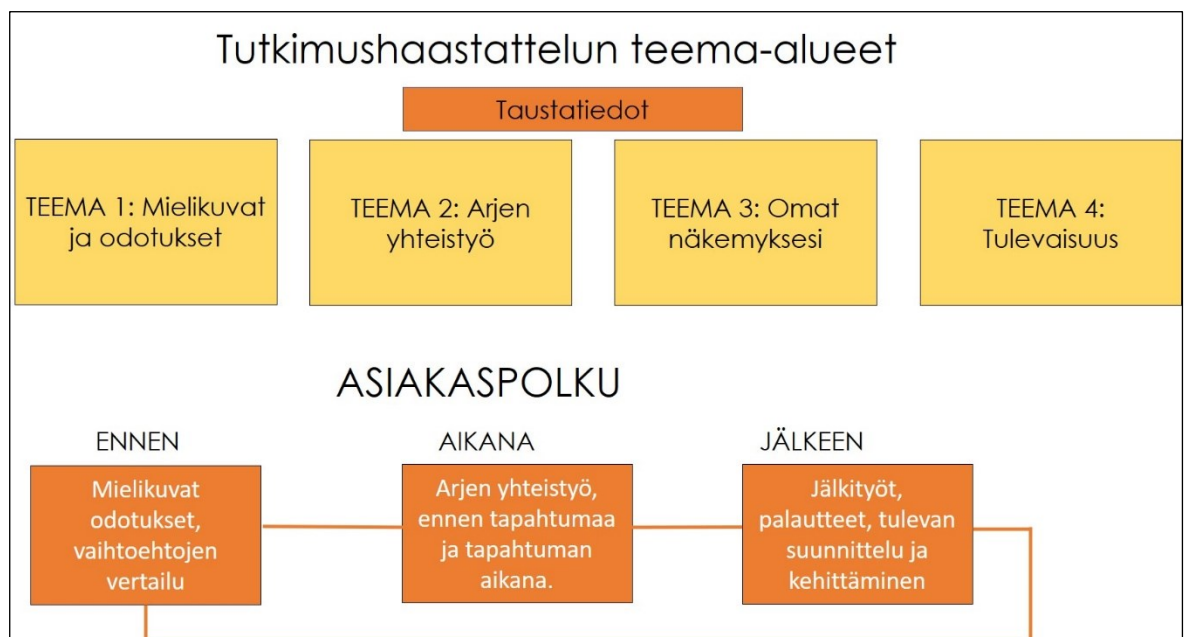 Tutkimushaastattelun teema-alueet
Taustatiedot
TEEMA 1: Mielikuvat
ja odotukset
TEEMA 2: Arjen
yhteistyö
TEEMA 3: Omat
näkemyksesi
TEEMA 4:
Tulevaisuus
ASIAKASPOLKU
ENNEN
Mielikuvat
odotukset,
vaihtoehtojen
vertailu
AIKANA
Arjen yhteistyö,
ennen tapahtumaa
ja tapahtuman
aikana.
JÄLKEEN
Jälkityöt,
palautteet, tulevan
suunnittelu ja
kehittäminen